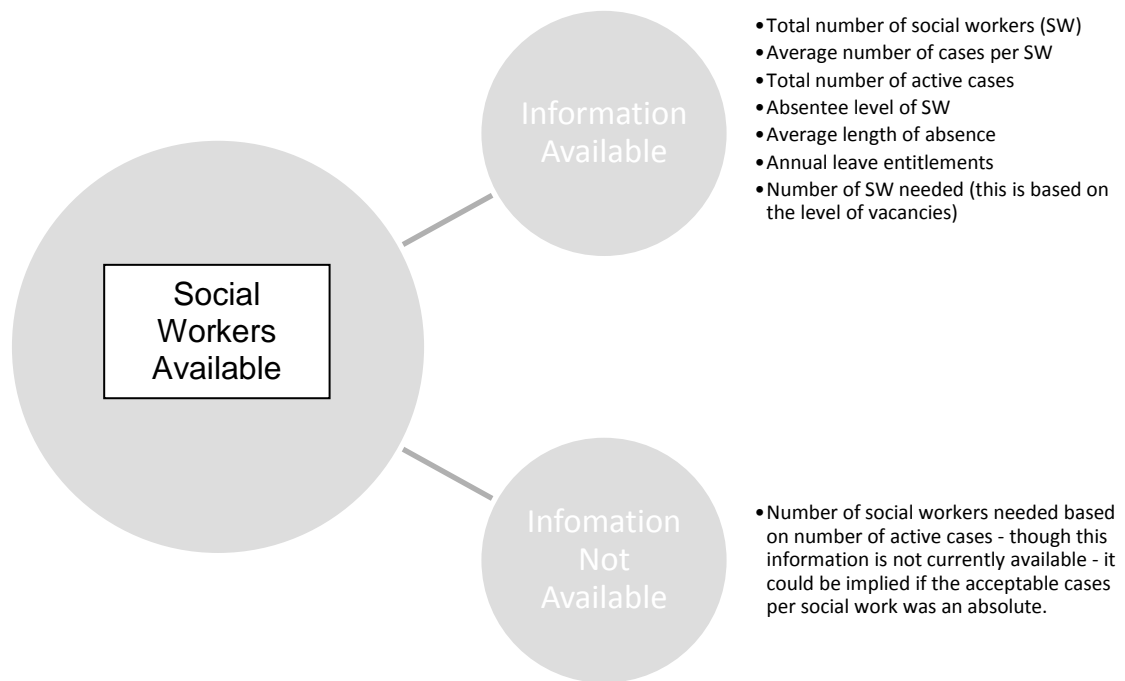 Social
Workers
Available
Information
Available
•Total number of social workers (SW)
•Average number of cases per SW
•Total number of active cases
•Absentee level of SW
•Average length of absence
•Annual leave entitlements
•Number of SW needed (this is based on
the level of vacancies)
Infomation
Not
Available
•Number of social workers needed based
on number of active cases - though this
information is not currently available - it
could be implied if the acceptable cases
per social work was an absolute.